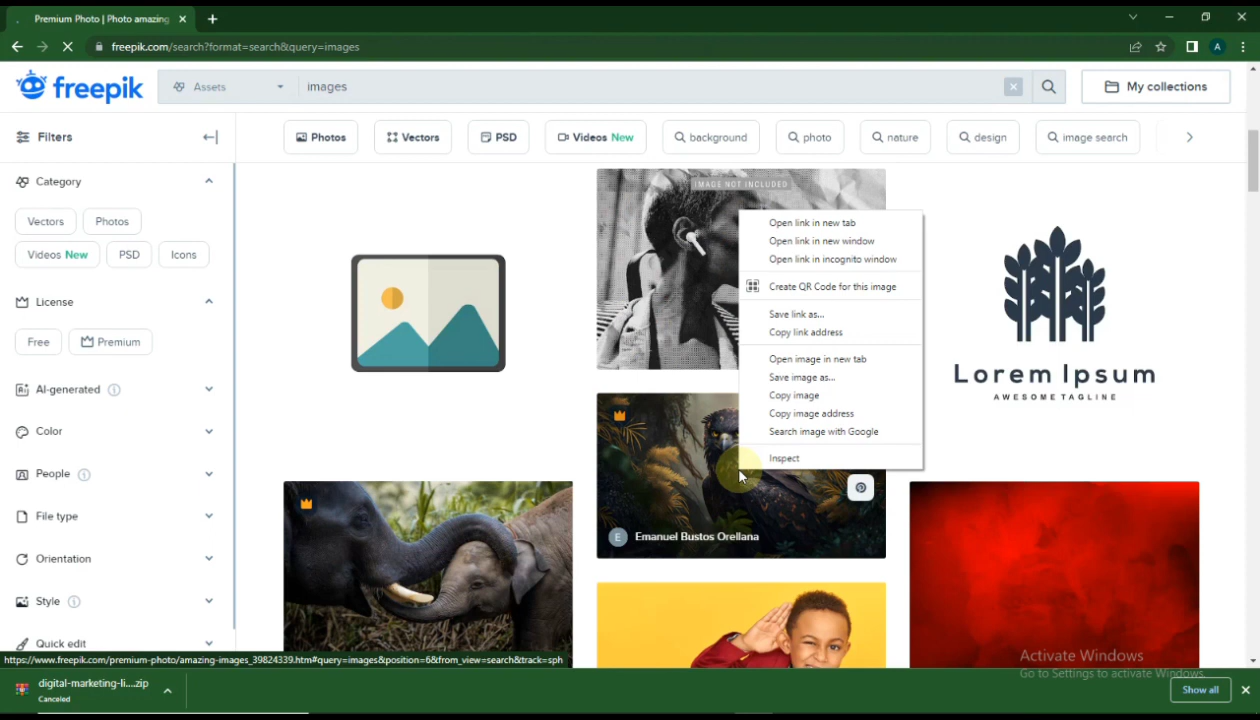 Premium Photo | Photo amazing
freepik.com/search?format=search&query=images
A
freepik
Assets
images
My collections
Filters
Photos
Vectors
PSD
Videos New
background
photo
nature
design
image search
Category
Vectors
Photos
Videos New
PSD
Icons
License
Free
Premium
AI-generated
Color
People
File type
Orientation
Style
Quick edit
IMAGE NOT INCLUDED
Open link in new tab
Open link in new window
Open link in incognito window
Create QR Code for this image
Save link as...
Copy link address
Open image in new tab
Save image as...
Copy image
Copy image address
Search image with Google
Inspect
Lorem Ipsum
AWESOME TAGLINE
E
Emanuel Bustos Orellana
https://www.freepik.com/premium-photo/amazing-images_39824339.htm#query=images&position=6&from_view=search&track=sph
Activate Windows
Go to Settings to activate Windows.
digital-marketing-li....zip
Canceled
Show all